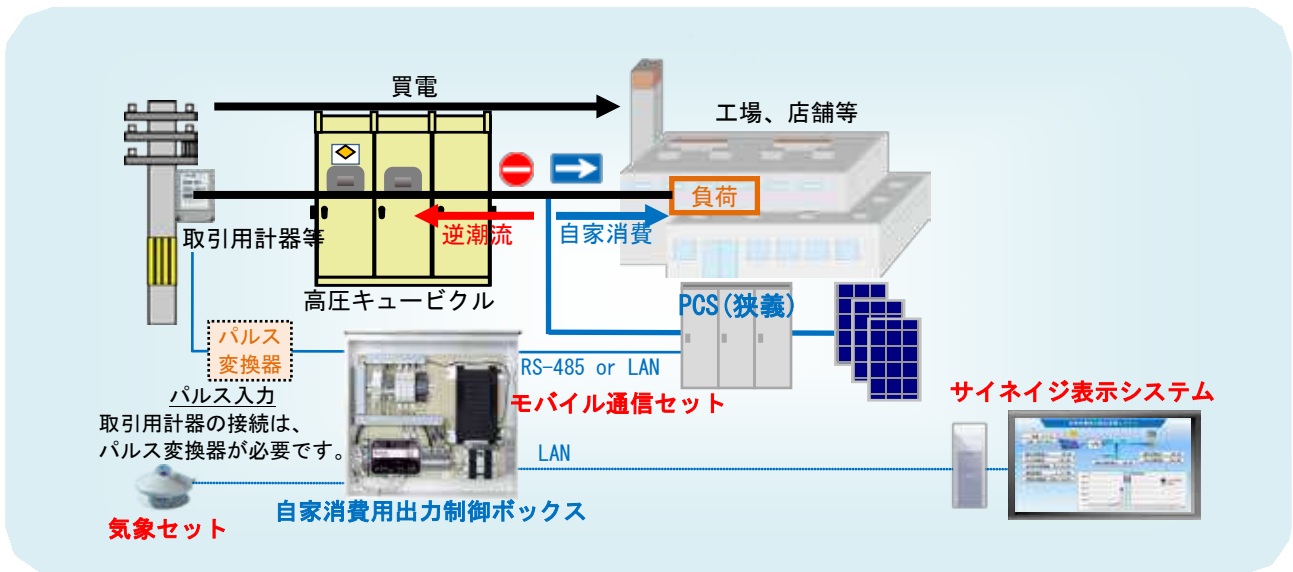 買電
工場、店舗等
負荷
取引用計器等
逆潮流
自家消費
高圧キュービクル
PCS(狭義)
パルス
変換器
RS-485 or LAN
パルス入力
モバイル通信セット
サイネイジ表示システム
取引用計器の接続は、
パルス変換器が必要です。
LAN
自家消費用出力制御ボックス
気象セット